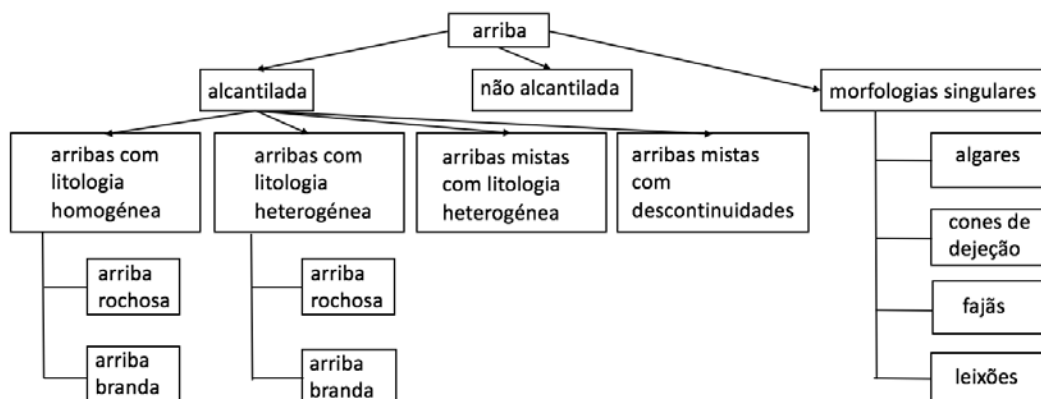 arriba
alcantilada
não alcantilada
morfologias singulares
arribas com
litologia
homogénea
arribas com
litologia
heterogénea
arribas mistas
com litologia
heterogénea
arribas mistas
com
descontinuidades
arriba
rochosa
arriba
branda
arriba
rochosa
arriba
branda
algares
cones de
dejeção
fajãs
leixões